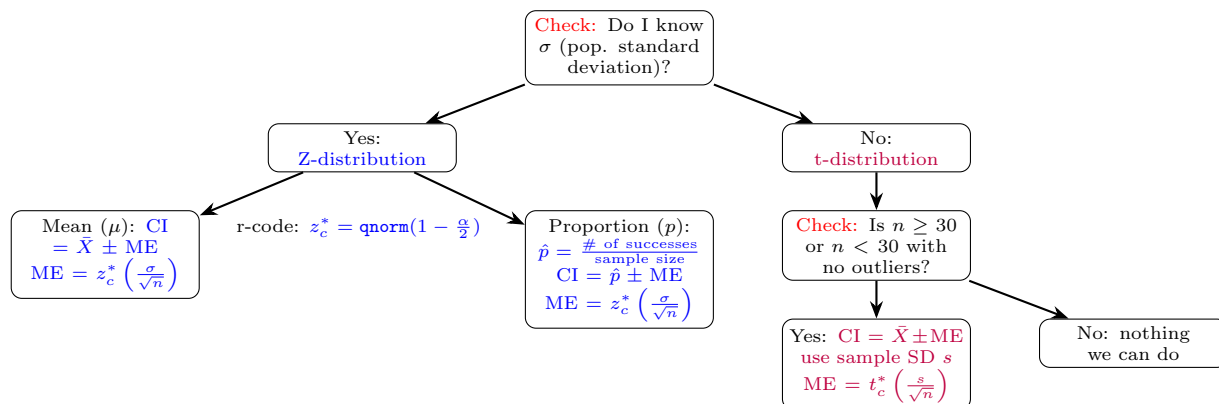 Check: Do I know
σ (pop. standard
deviation)?
Yes:
Z-distribution
No:
t-distribution
Mean (μ): CI
= X̄ ± ME
ME = z*_c (σ/√n)
r-code: z*_c = qnorm(1 − α/2)
Proportion (p):
p̂ = # of successes/sample size
CI = p̂ ± ME
ME = z*_c (σ/√n)
Check: Is n ≥ 30
or n < 30 with
no outliers?
Yes: CI = X̄ ± ME
use sample SD s
ME = t*_c (s/√n)
No: nothing
we can do